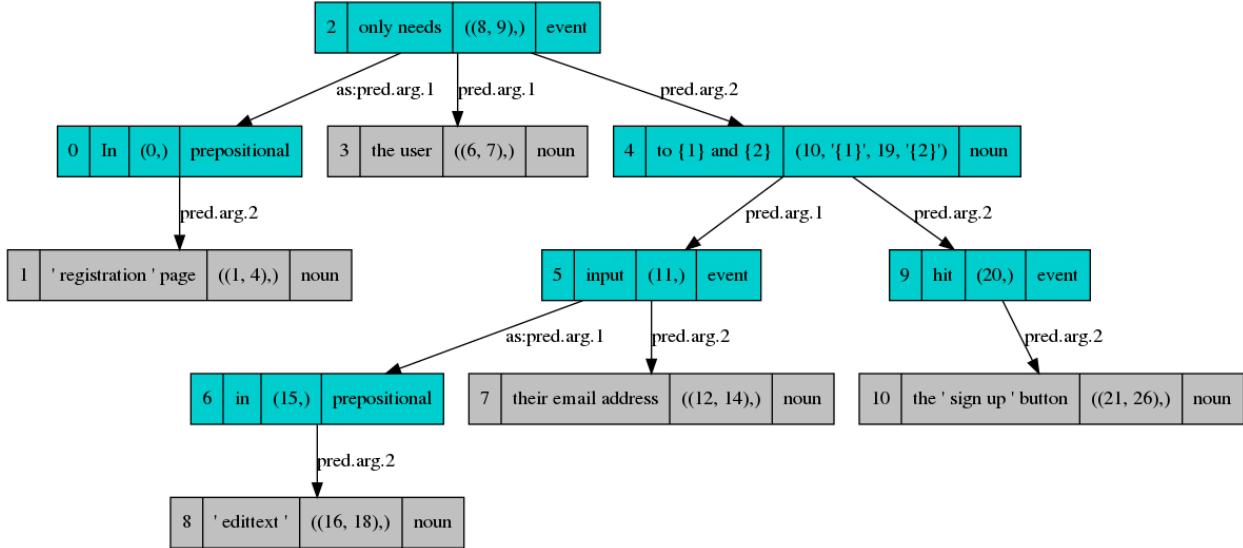 2 only needs ((8, 9),) event
as:pred.arg.1 pred.arg.1 pred.arg.2
0 In (0,) prepositional 3 the user ((6, 7),) noun 4 to {1} and {2} (10, '{1}', 19, '{2}') noun
pred.arg.2 pred.arg.1 pred.arg.2
1 ' registration ' page ((1, 4),) noun 5 input (11,) event 9 hit (20,) event
as:pred.arg.1 pred.arg.2 pred.arg.2
6 in (15,) prepositional 7 their email address ((12, 14),) noun 10 the ' sign up ' button ((21, 26),) noun
pred.arg.2
8 ' edittext ' ((16, 18),) noun